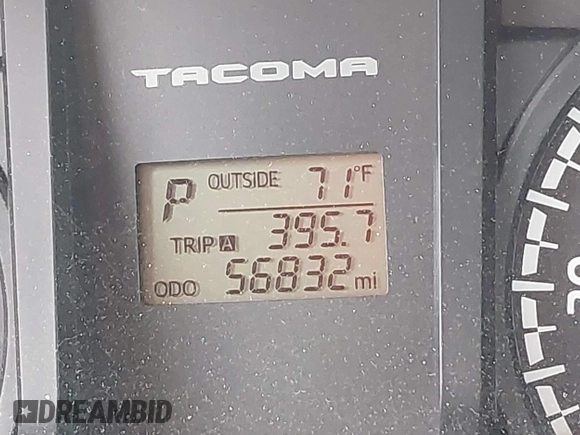 TACOMA
P OUTSIDE 71°F
TRIP A 395.7
ODO 56832 mi
DREAMBID